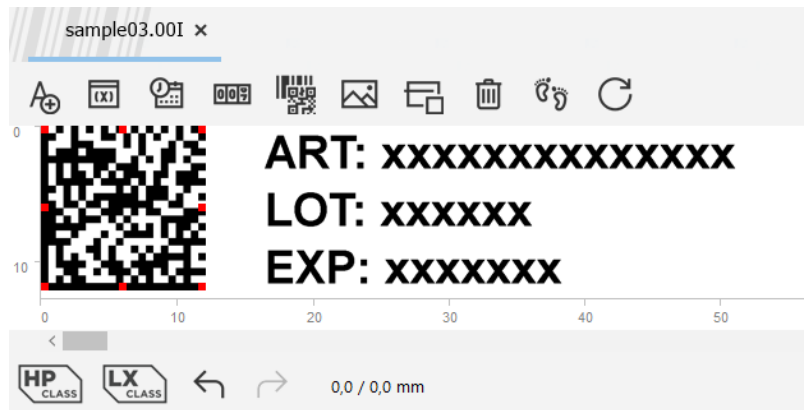 sample03.00I ×
(X) 009
0
ART: xxxxxxxxxxxxxx
LOT: xxxxxx
EXP: xxxxxxx
10
0 10 20 30 40 50
HP CLASS LX CLASS 0,0 / 0,0 mm